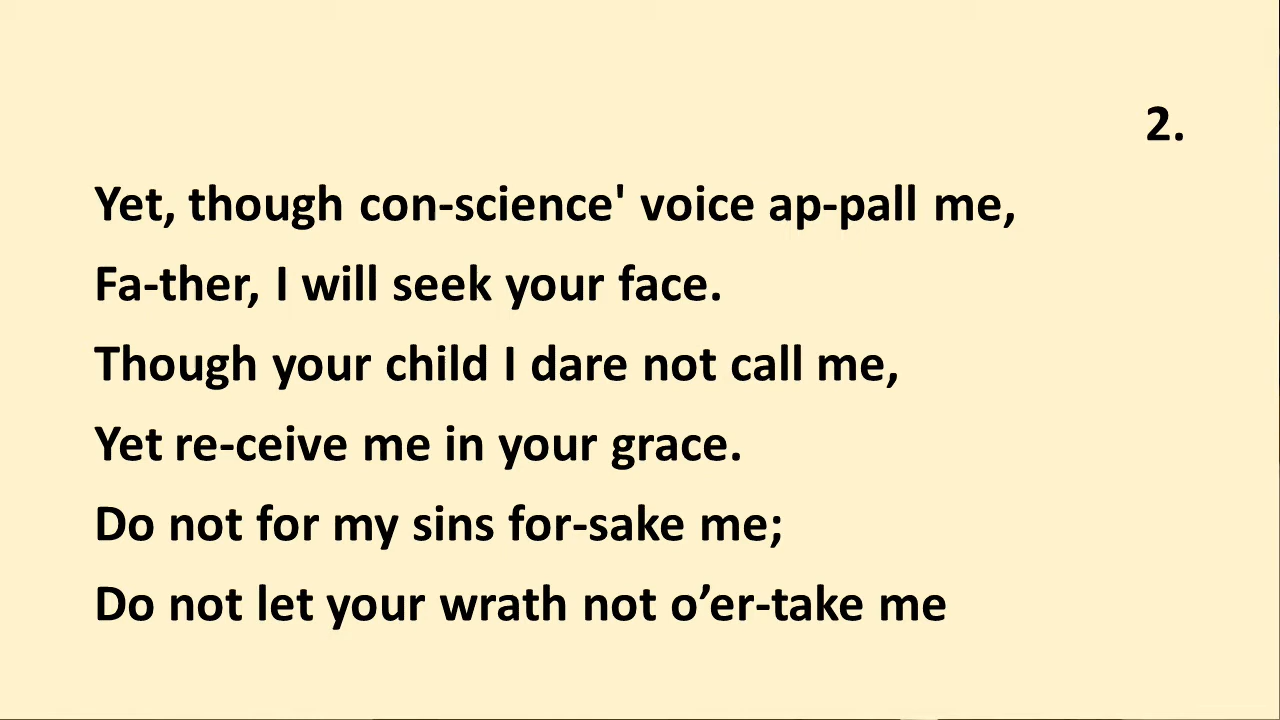 2.
Yet, though con-science' voice ap-pall me,
Fa-ther, I will seek your face.
Though your child I dare not call me,
Yet re-ceive me in your grace.
Do not for my sins for-sake me;
Do not let your wrath not o’er-take me